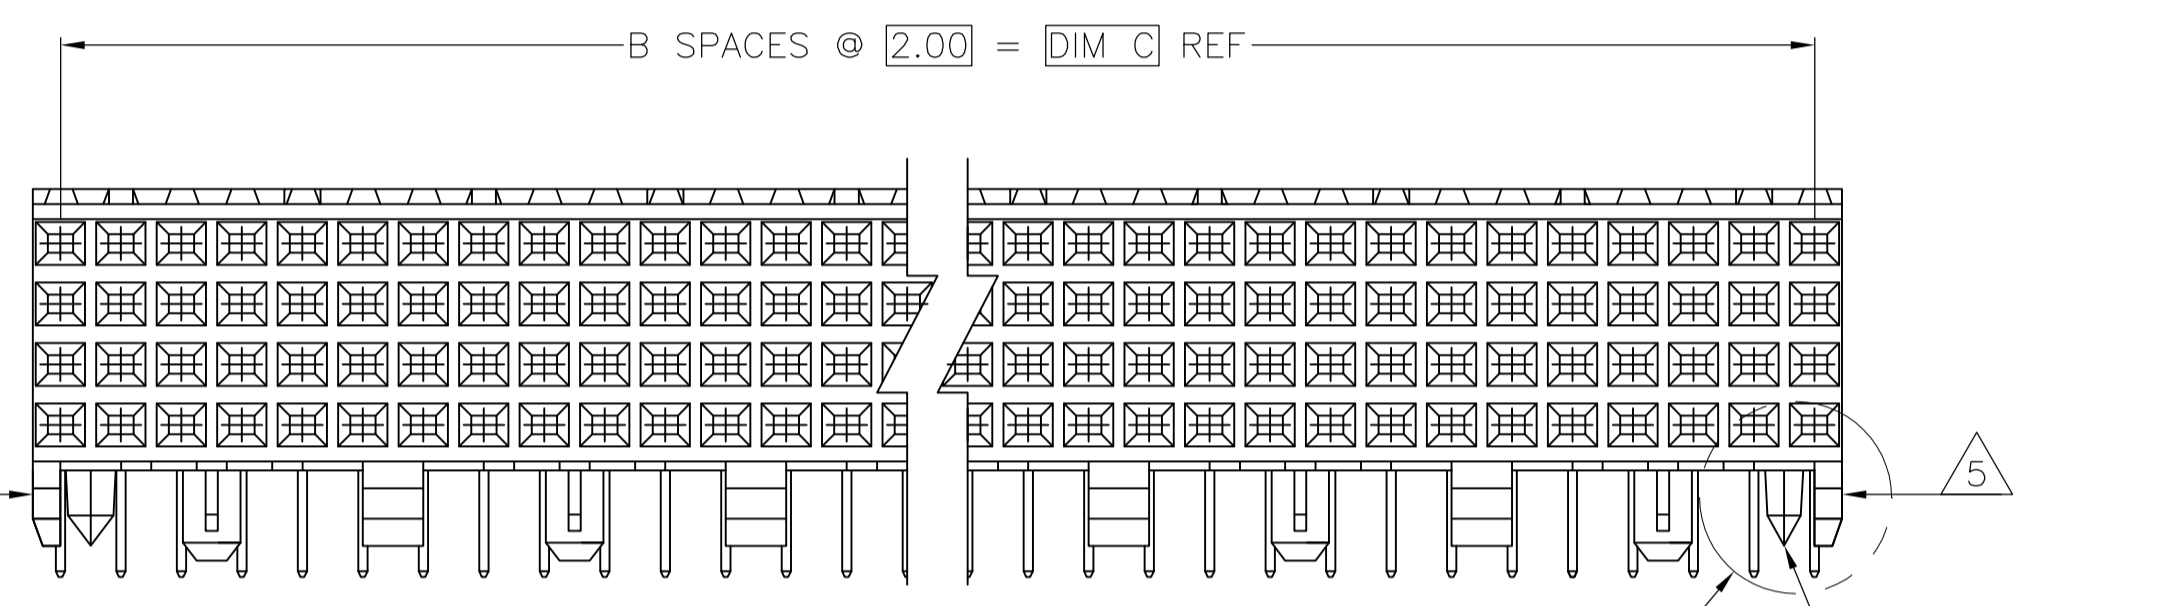 B SPACES @ 2.00 = DIM C REF
5